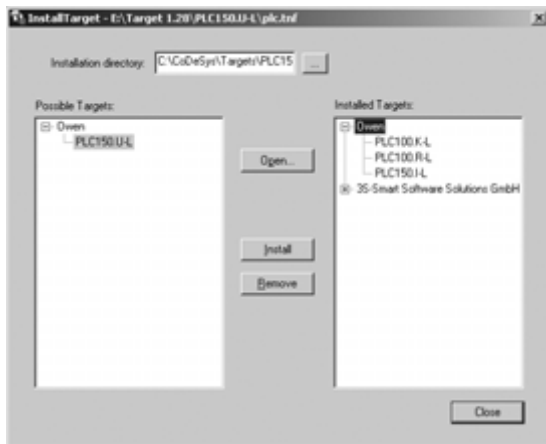 InstallTarget - E:\Target 1.20\PLC150.U-L\plc.tnf
Installation directory: C:\CoDeSys\Targets\PLC15 ...
Possible Targets:
Owen
PLC150.U-L
Open...
Install
Remove
Installed Targets:
Owen
PLC100.K-L
PLC100.R-L
PLC150.I-L
3S-Smart Software Solutions GmbH
Close